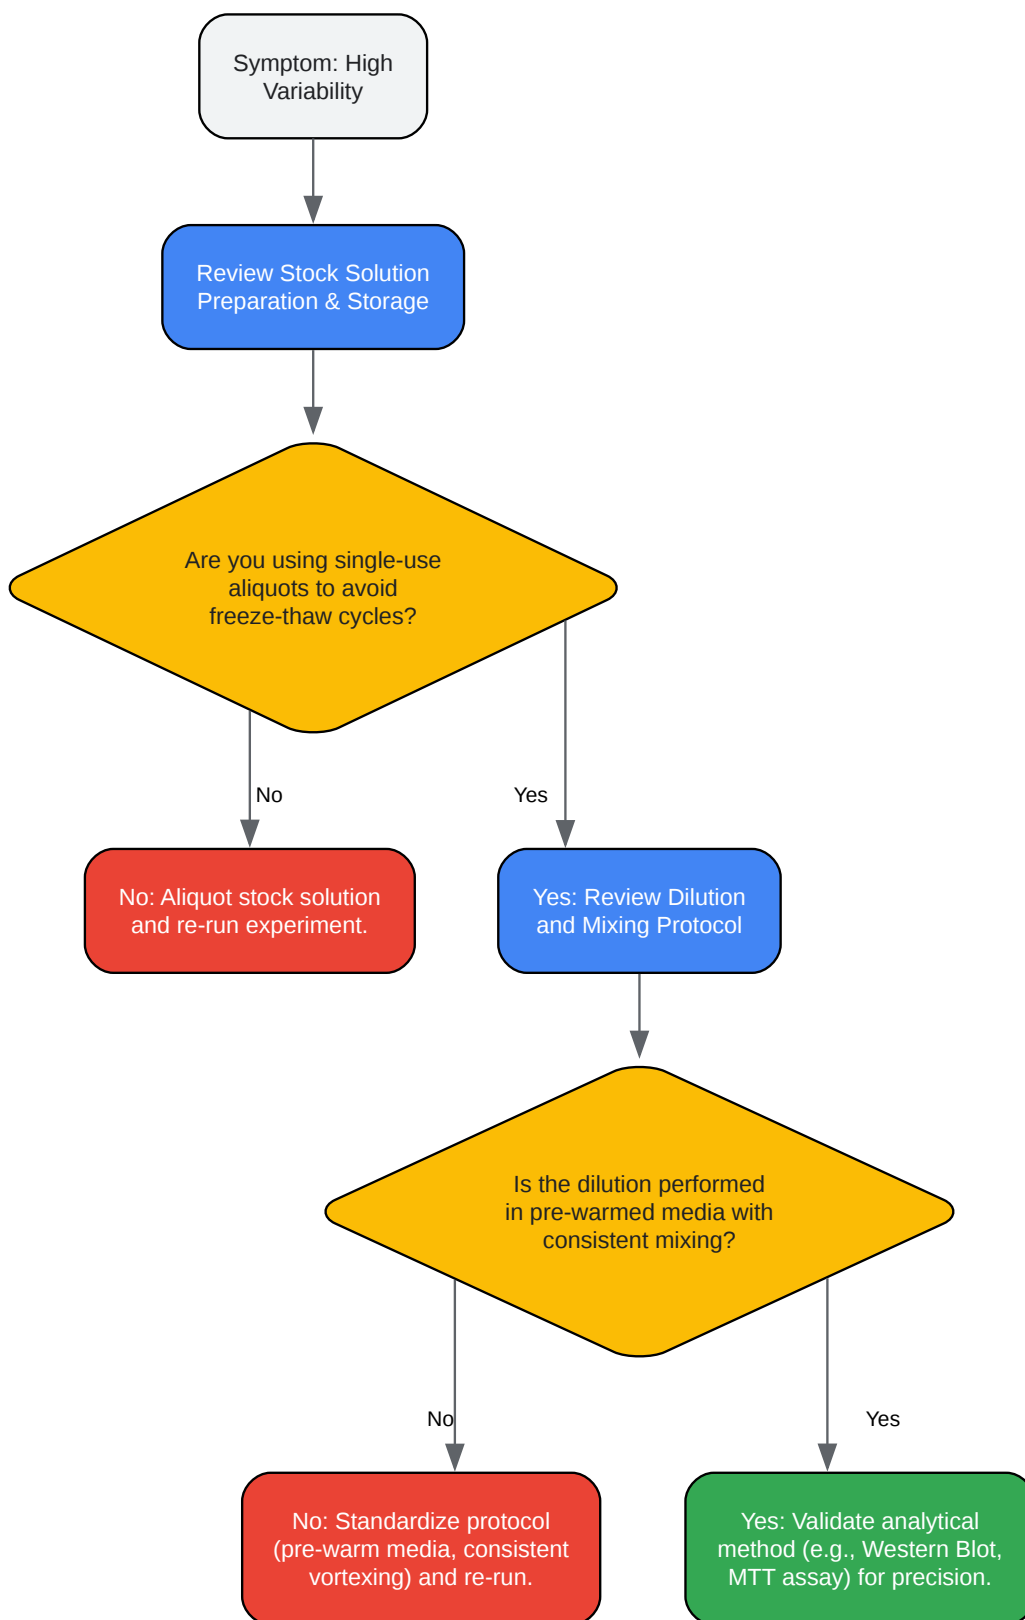 Symptom: High
Variability
Review Stock Solution
Preparation & Storage
Are you using single-use
aliquots to avoid
freeze-thaw cycles?
No
Yes
No: Aliquot stock solution
and re-run experiment.
Yes: Review Dilution
and Mixing Protocol
Is the dilution performed
in pre-warmed media with
consistent mixing?
No
Yes
No: Standardize protocol
(pre-warm media, consistent
vortexing) and re-run.
Yes: Validate analytical
method (e.g., Western Blot,
MTT assay) for precision.